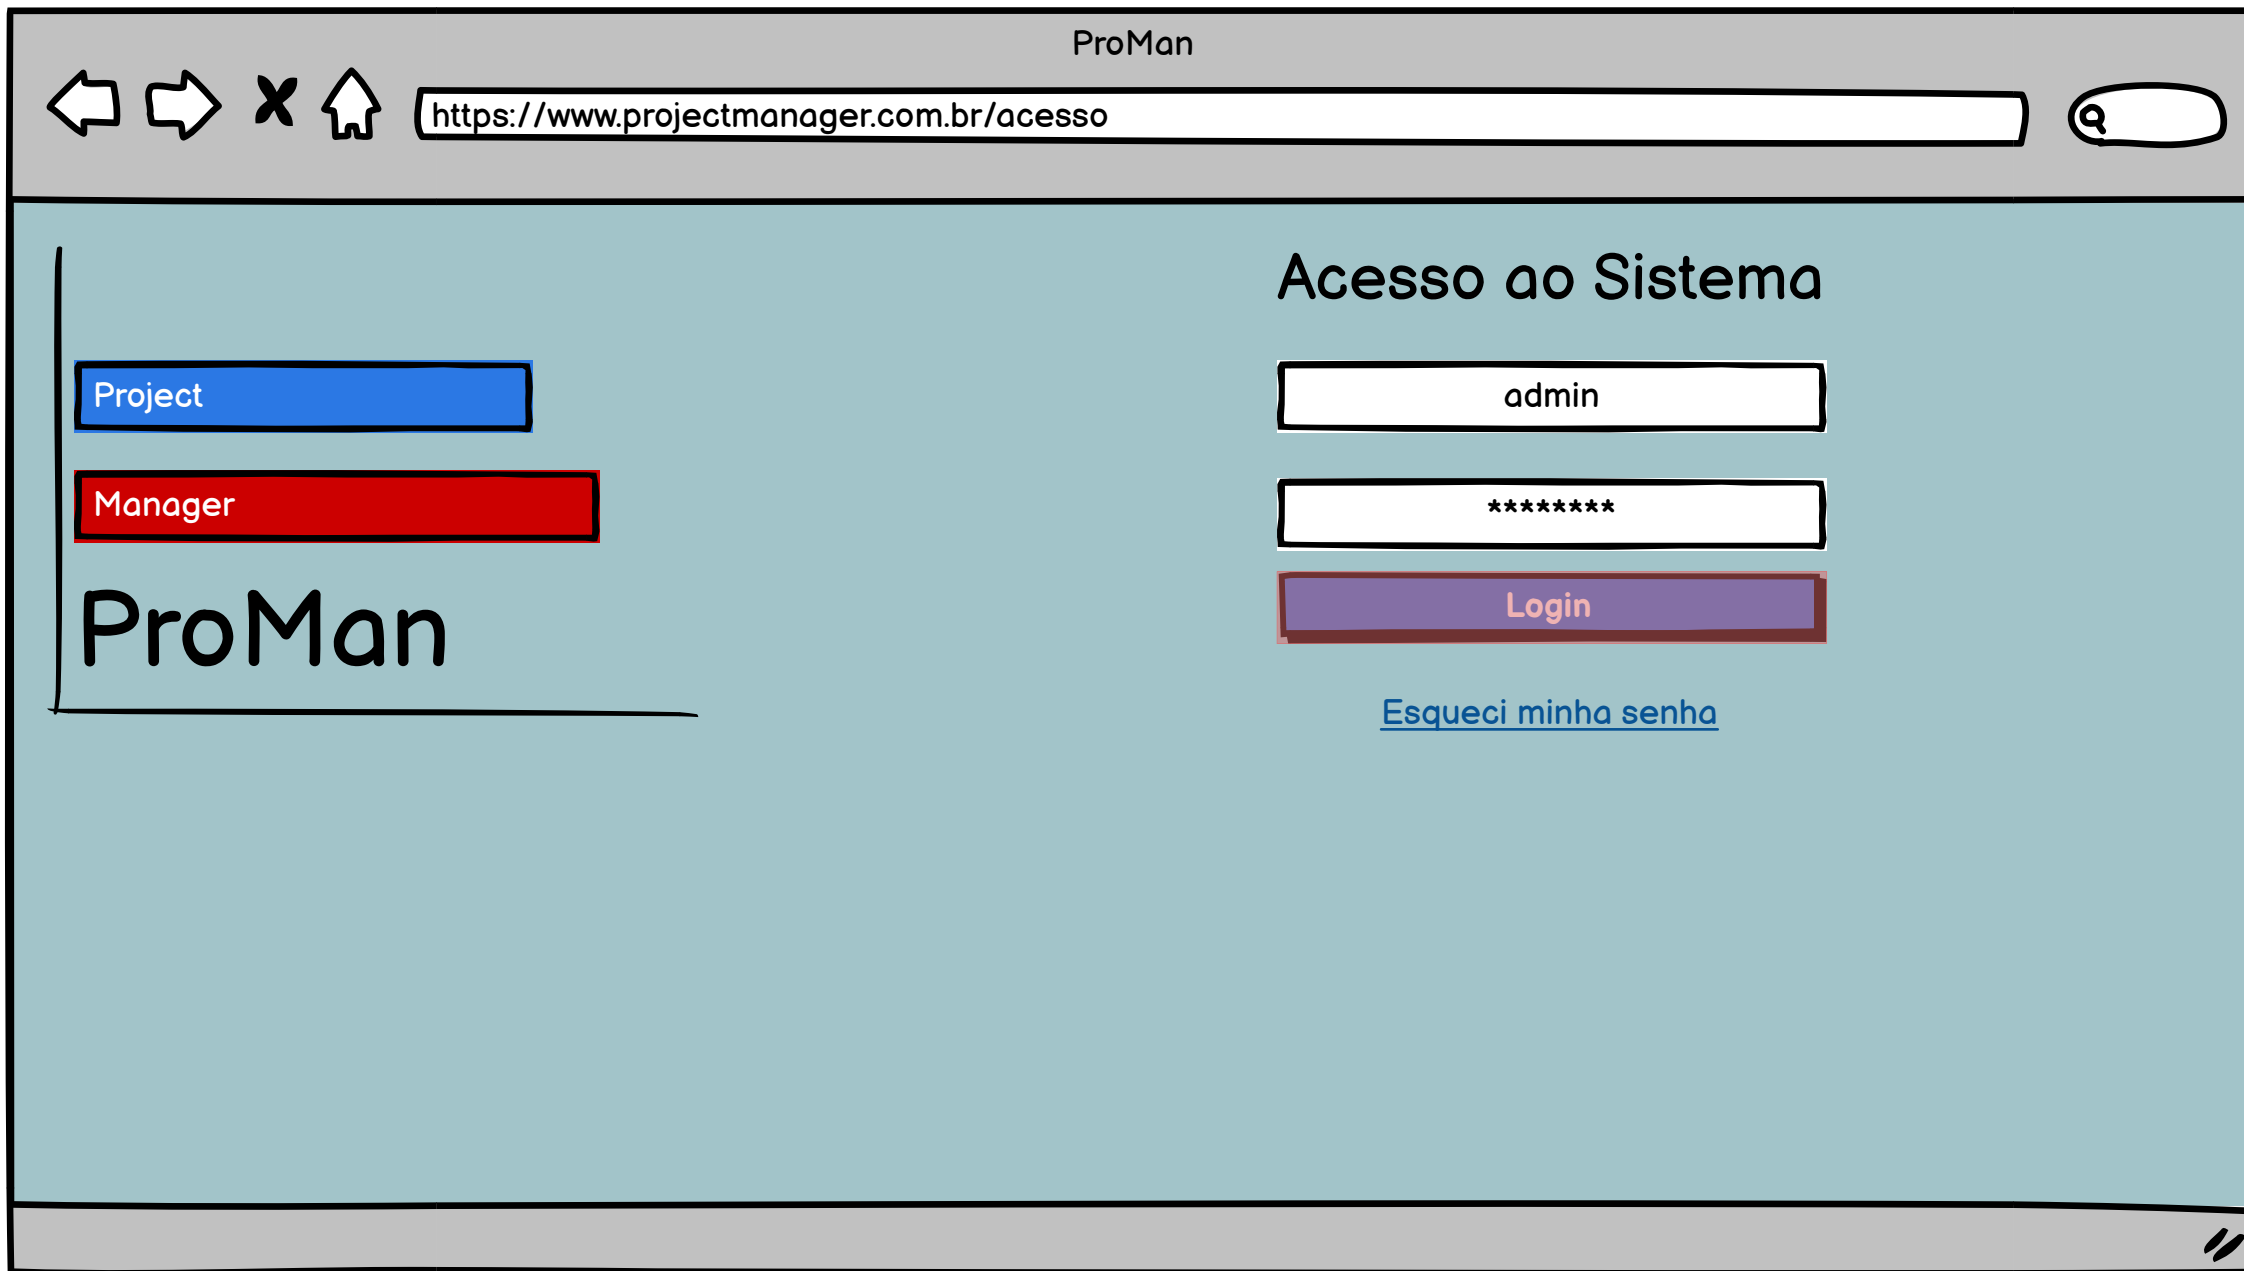 ProMan
https://www.projectmanager.com.br/acesso
Project
Manager
ProMan
Acesso ao Sistema
admin
********
Login
Esqueci minha senha